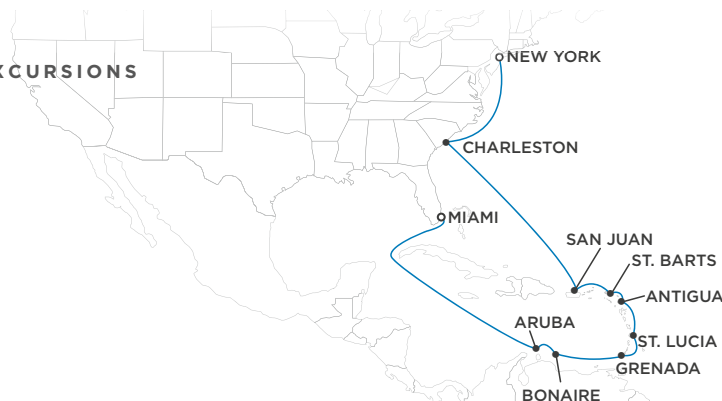 NEW YORK
XCURSIONS
CHARLESTON
MIAMI
SAN JUAN
ST. BARTS
ANTIGUA
ARUBA
ST. LUCIA
GRENADA
BONAIRE